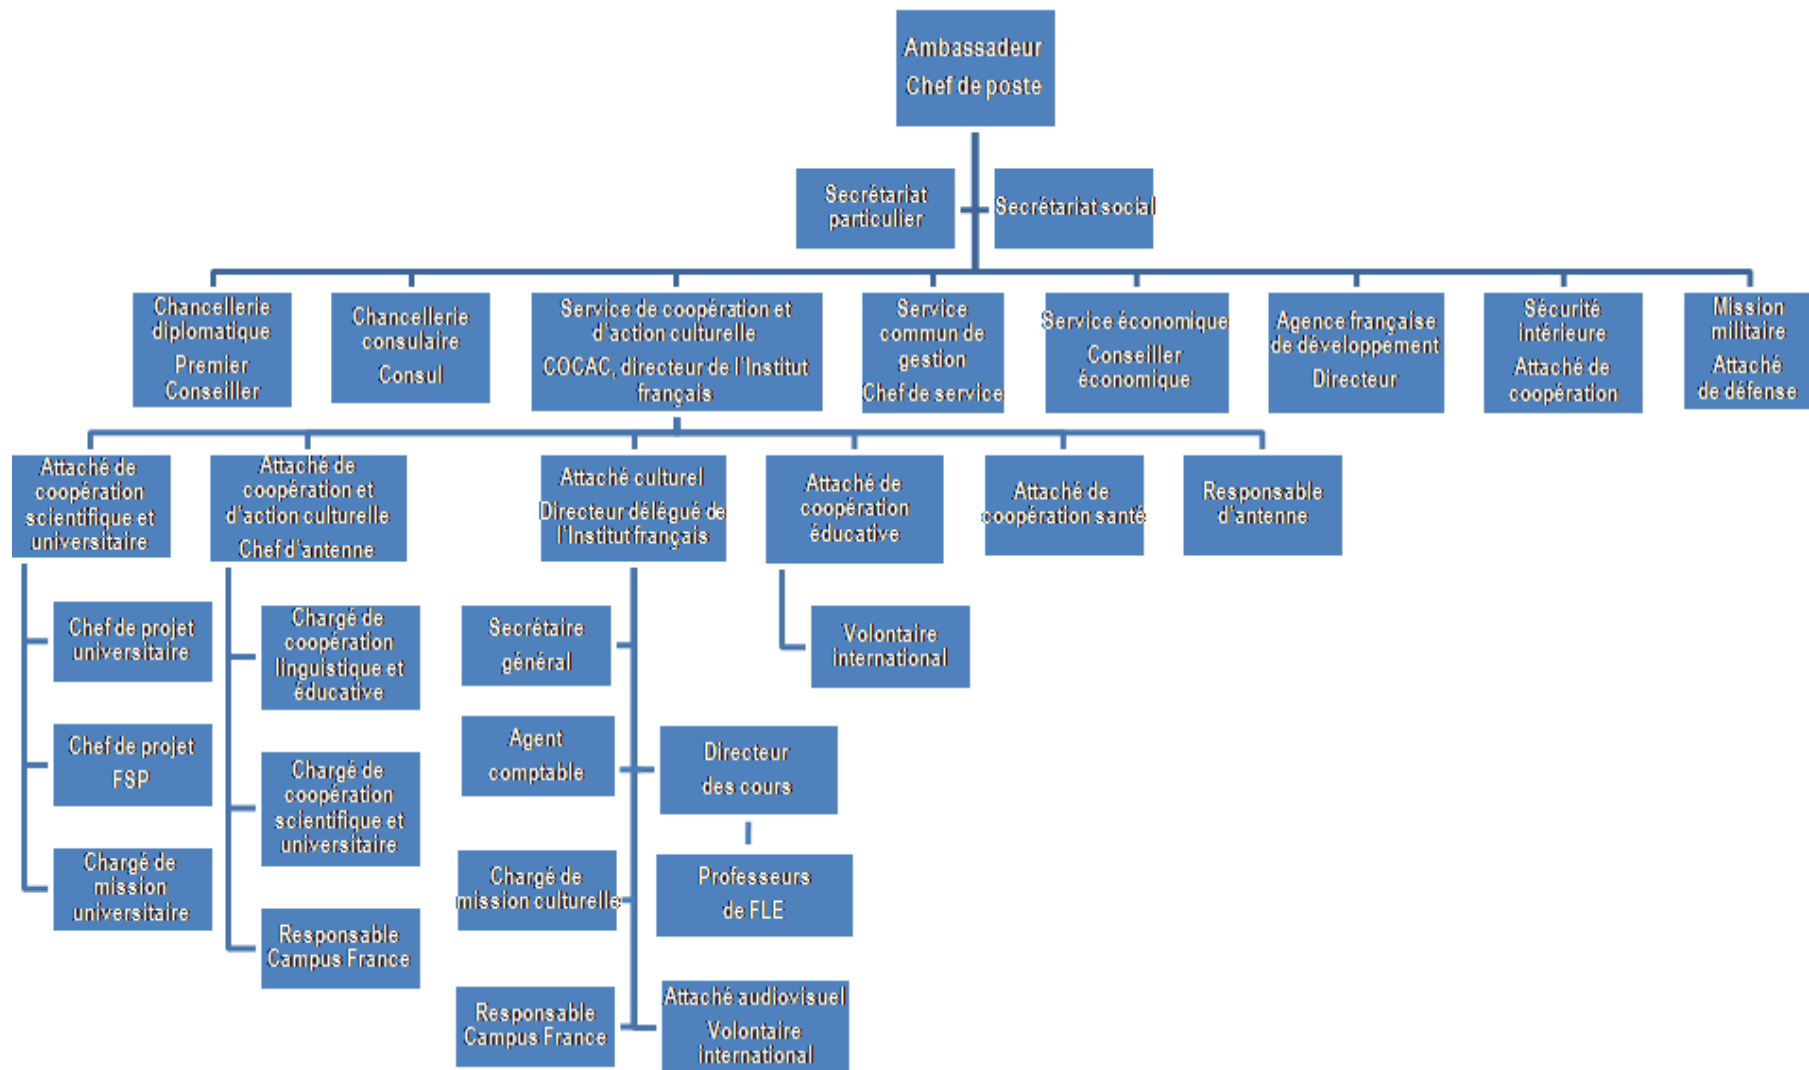 Ambassadeur
Chef de poste
Secrétariat
particulier
Secrétariat social
Chancellerie
diplomatique
Premier
Conseiller
Chancellerie
consulaire
Consul
Service de coopération et
d'action culturelle
COCAC, directeur de l'Institut
français
Service
commun de
gestion
Chef de service
Service économique
Conseiller
économique
Agence française
de développement
Directeur
Sécurité
intérieure
Attaché de
coopération
Mission
militaire
Attaché
de défense
Attaché de
coopération
scientifique et
universitaire
Attaché de
coopération et
d'action culturelle
Chef d'antenne
Attaché culturel
Directeur délégué de
l'Institut français
Attaché de
coopération
éducative
Attaché de
coopération santé
Responsable
d'antenne
Chef de projet
universitaire
Chef de projet
FSP
Chargé de
mission
universitaire
Chargé de
coopération
linguistique et
éducative
Chargé de
coopération
scientifique et
universitaire
Responsable
Campus France
Secrétaire
général
Agent
comptable
Directeur
des cours
Chargé de
mission culturelle
Professeurs
de FLE
Responsable
Campus France
Attaché audiovisuel
Volontaire
international
Volontaire
international